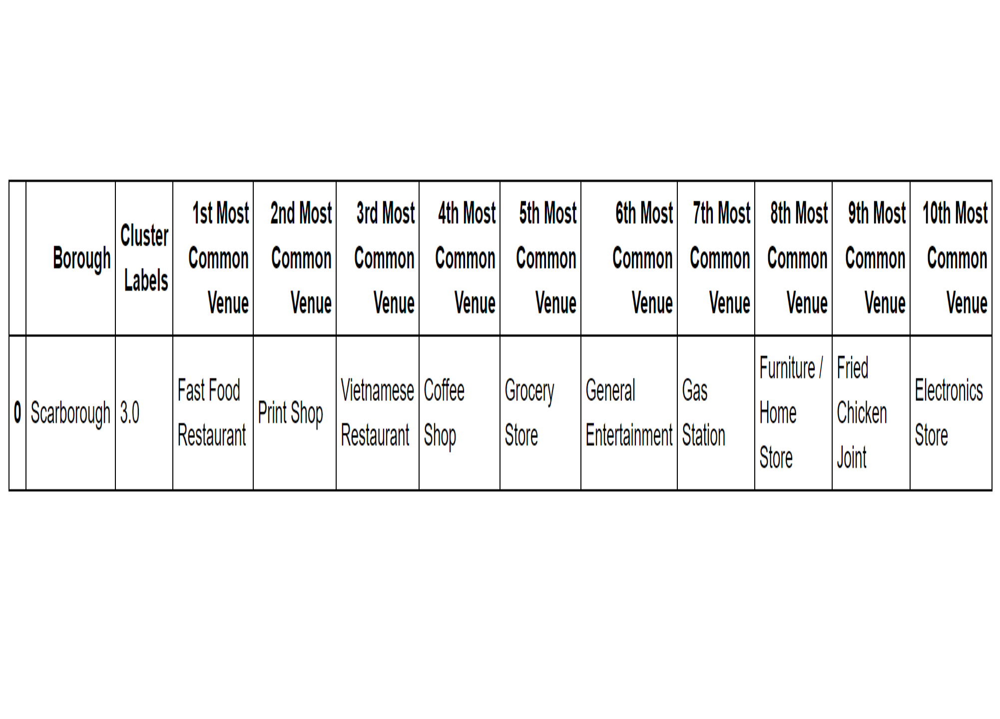 Borough
Cluster
Labels
1st Most
Common
Venue
2nd Most
Common
Venue
3rd Most
Common
Venue
4th Most
Common
Venue
5th Most
Common
Venue
6th Most
Common
Venue
7th Most
Common
Venue
8th Most
Common
Venue
9th Most
Common
Venue
10th Most
Common
Venue
0
Scarborough
3.0
Fast Food
Restaurant
Print Shop
Vietnamese
Restaurant
Coffee
Shop
Grocery
Store
General
Entertainment
Gas
Station
Furniture /
Home
Store
Fried
Chicken
Joint
Electronics
Store